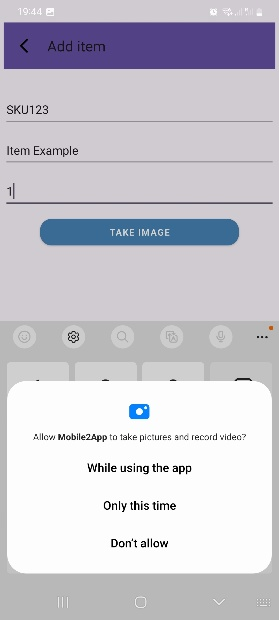 19:44
Add item
SKU123
Item Example
1
TAKE IMAGE
Allow Mobile2App to take pictures and record video?
While using the app
Only this time
Don't allow